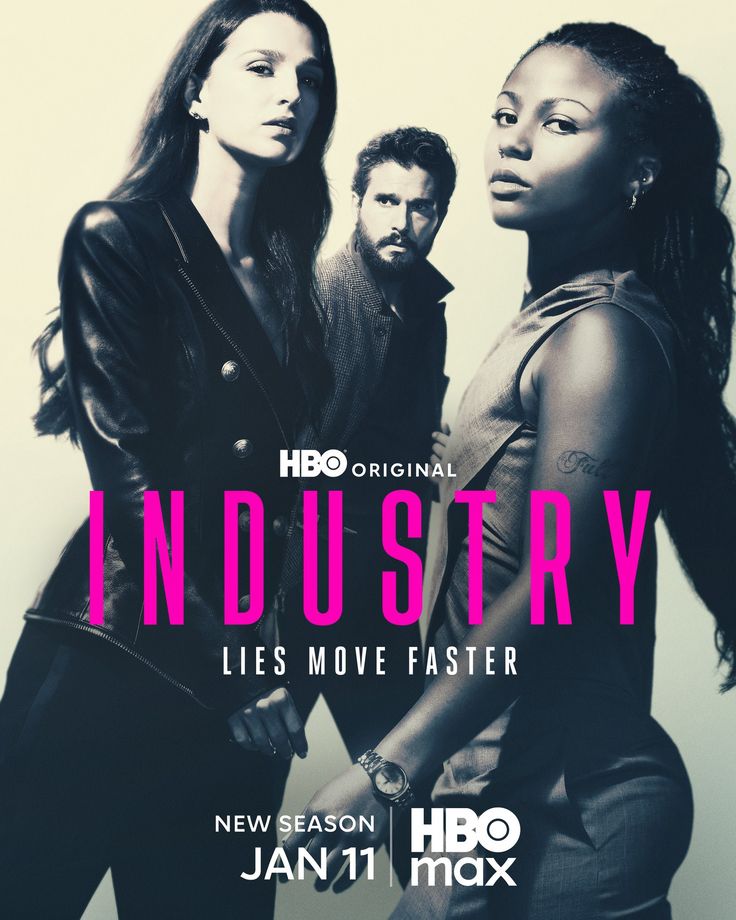 HBO ORIGINAL
INDUSTRY
LIES MOVE FASTER
NEW SEASON
JAN 11
HBO
max